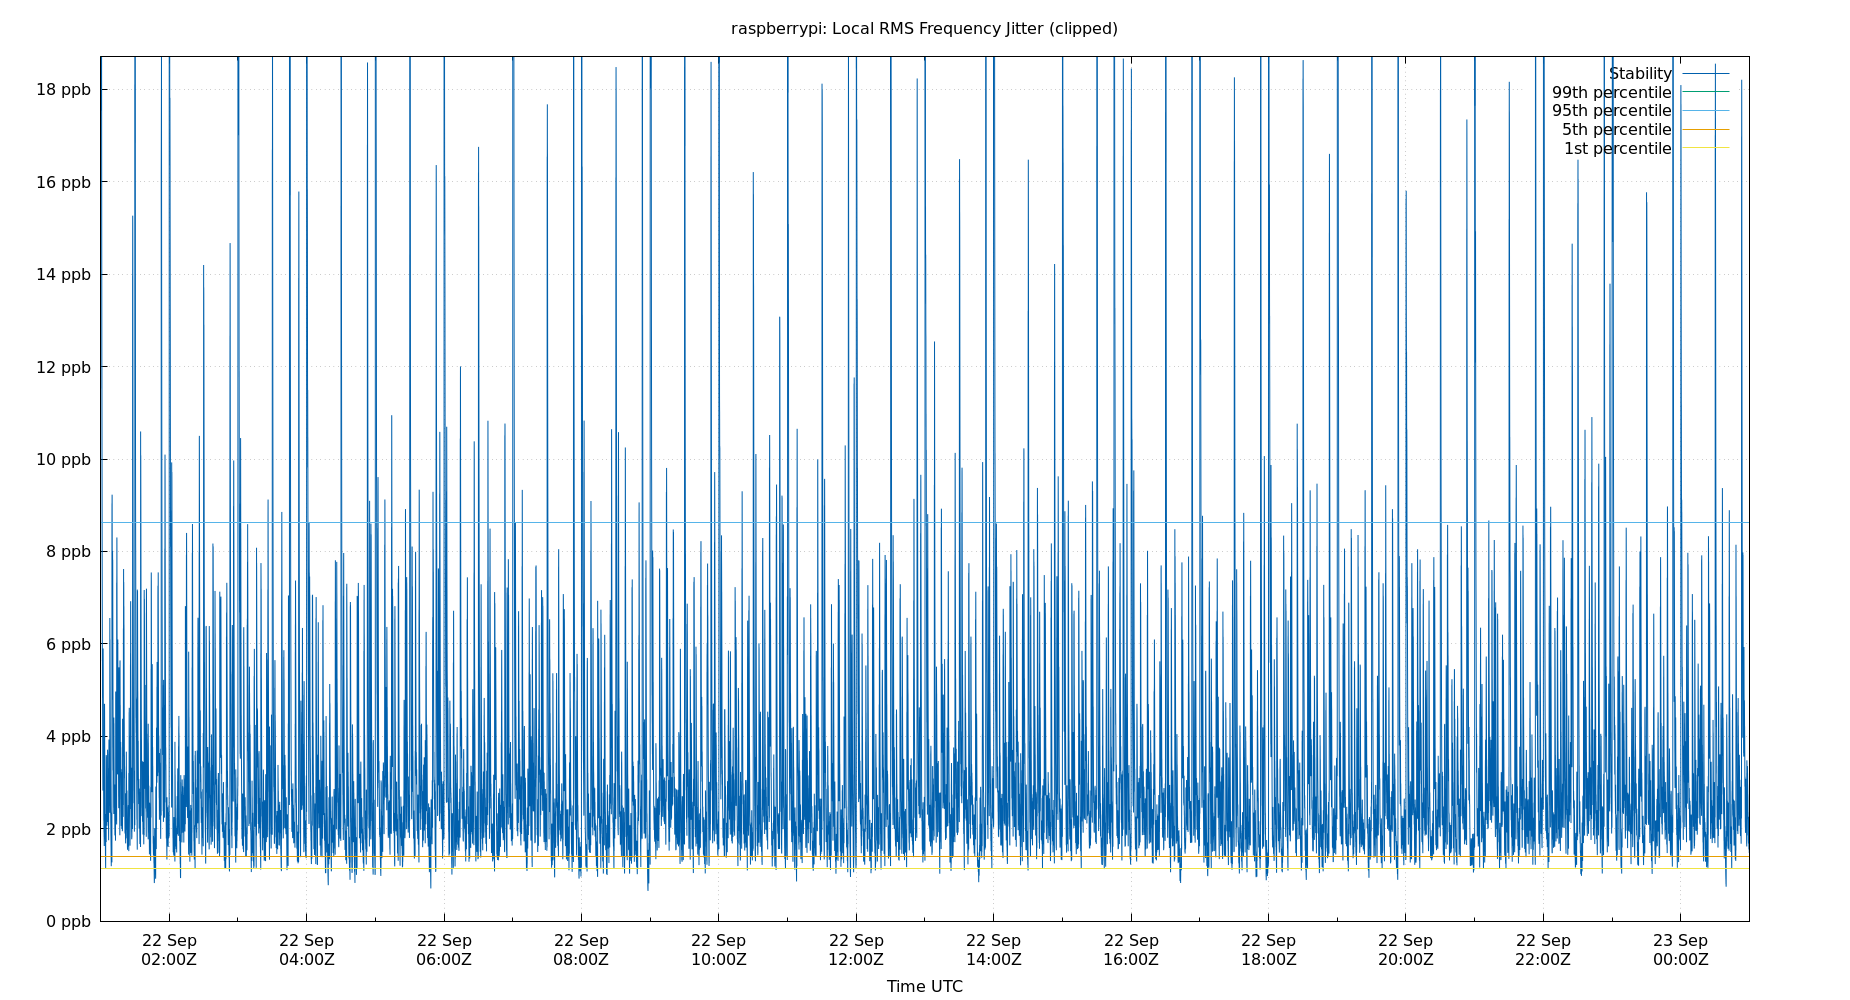 raspberrypi: Local RMS Frequency Jitter (clipped)
Stability
99th percentile
95th percentile
5th percentile
1st percentile
18 ppb
16 ppb
14 ppb
12 ppb
10 ppb
8 ppb
6 ppb
4 ppb
2 ppb
0 ppb
22 Sep 22 Sep 22 Sep 22 Sep 22 Sep 22 Sep 22 Sep 22 Sep 22 Sep 22 Sep 22 Sep 23 Sep
02:00Z 04:00Z 06:00Z 08:00Z 10:00Z 12:00Z 14:00Z 16:00Z 18:00Z 20:00Z 22:00Z 00:00Z
Time UTC